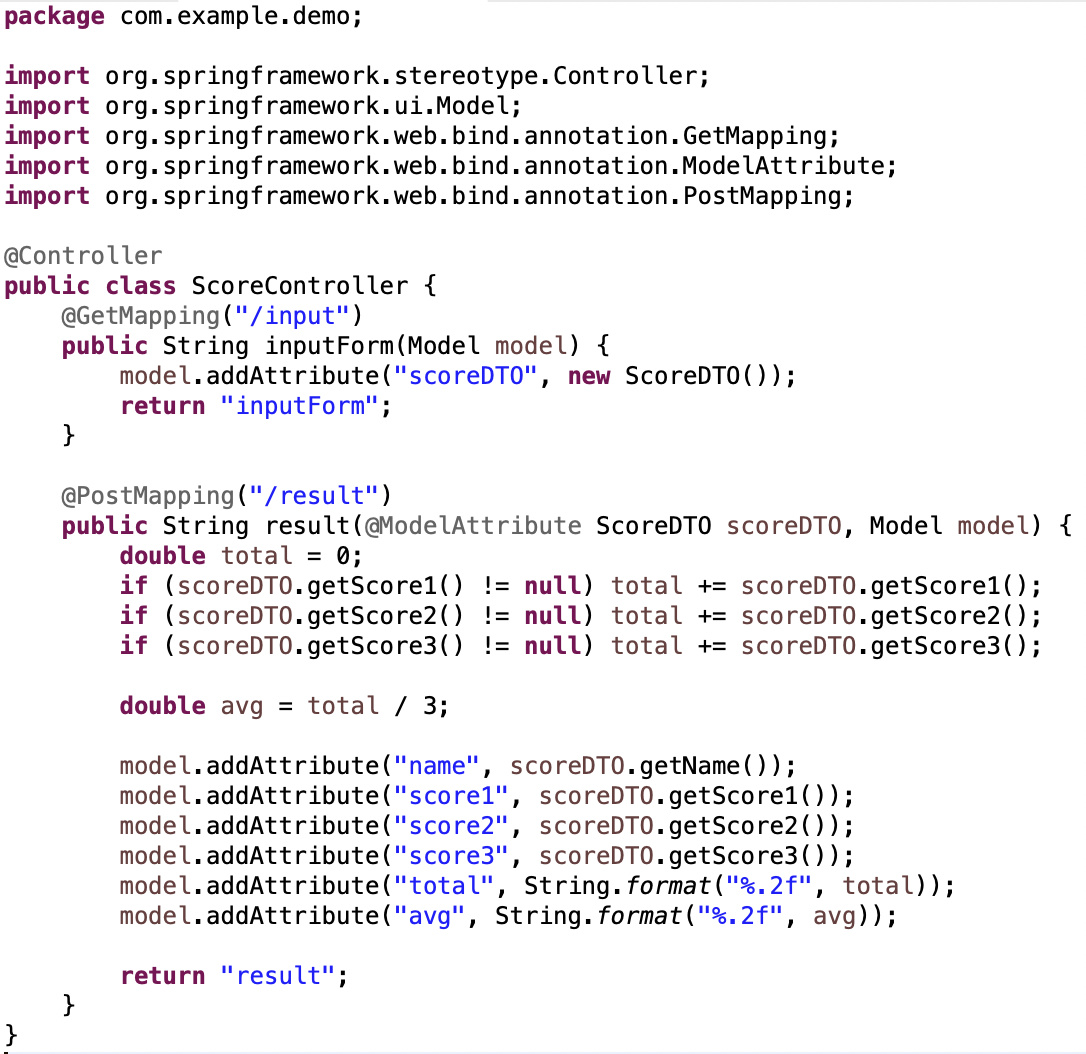 package com.example.demo;

import org.springframework.stereotype.Controller;
import org.springframework.ui.Model;
import org.springframework.web.bind.annotation.GetMapping;
import org.springframework.web.bind.annotation.ModelAttribute;
import org.springframework.web.bind.annotation.PostMapping;

@Controller
public class ScoreController {
    @GetMapping("/input")
    public String inputForm(Model model) {
        model.addAttribute("scoreDTO", new ScoreDTO());
        return "inputForm";
    }

    @PostMapping("/result")
    public String result(@ModelAttribute ScoreDTO scoreDTO, Model model) {
        double total = 0;
        if (scoreDTO.getScore1() != null) total += scoreDTO.getScore1();
        if (scoreDTO.getScore2() != null) total += scoreDTO.getScore2();
        if (scoreDTO.getScore3() != null) total += scoreDTO.getScore3();

        double avg = total / 3;

        model.addAttribute("name", scoreDTO.getName());
        model.addAttribute("score1", scoreDTO.getScore1());
        model.addAttribute("score2", scoreDTO.getScore2());
        model.addAttribute("score3", scoreDTO.getScore3());
        model.addAttribute("total", String.format("%.2f", total));
        model.addAttribute("avg", String.format("%.2f", avg));

        return "result";
    }
}